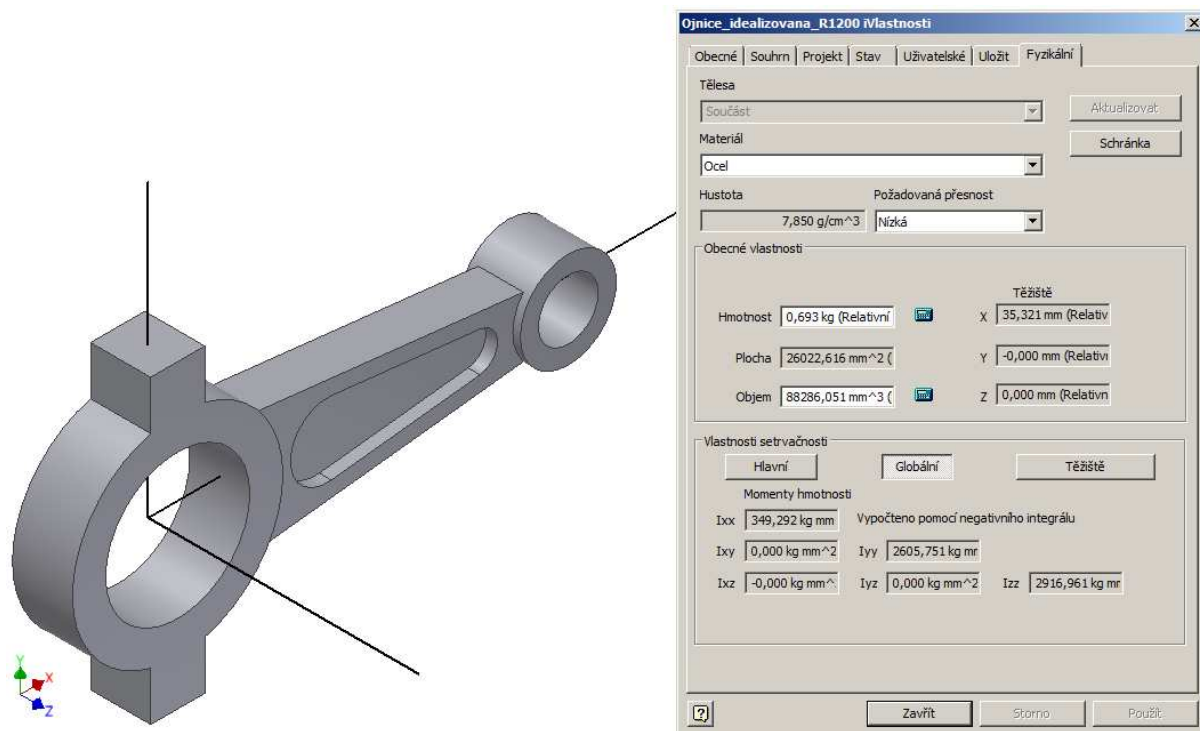 Ojnice_idealizovana_R1200 iVlastnosti
Obecné Souhrn Projekt Stav Uživatelské Uložit Fyzikální
Tělesa
Součást
Aktualizovat
Materiál
Schránka
Ocel
Hustota Požadovaná přesnost
7,850 g/cm^3 Nízká
Obecné vlastnosti
Těžiště
Hmotnost 0,693 kg (Relativní X 35,321 mm (Relativ
Plocha 26022,616 mm^2 ( Y -0,000 mm (Relativ
Objem 88286,051 mm^3 ( Z 0,000 mm (Relativn
Vlastnosti setrvačnosti
Hlavní Globální Těžiště
Momenty hmotnosti
Ixx 349,292 kg mm Vypočteno pomocí negativního integrálu
Ixy 0,000 kg mm^2 Iyy 2605,751 kg mr
Ixz -0,000 kg mm^ Iyz 0,000 kg mm^2 Izz 2916,961 kg mr
Zavřít Storno Použít
Y
X
Z